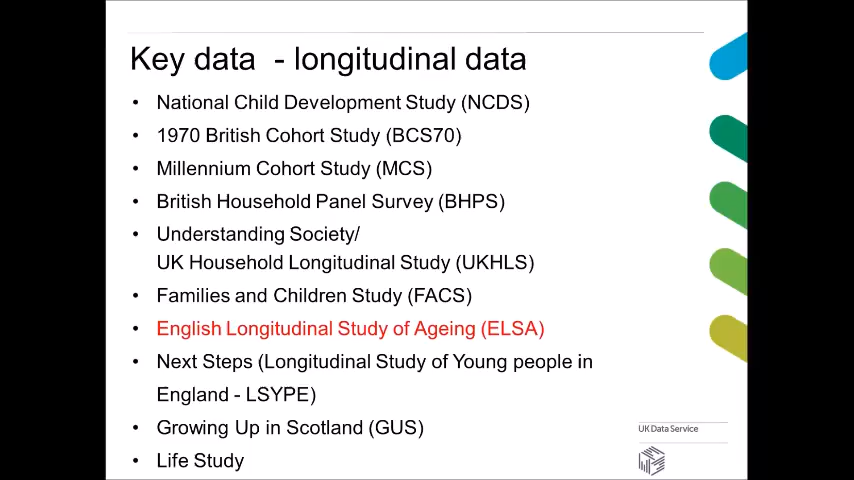 Key data - longitudinal data
• National Child Development Study (NCDS)
• 1970 British Cohort Study (BCS70)
• Millennium Cohort Study (MCS)
• British Household Panel Survey (BHPS)
• Understanding Society/
UK Household Longitudinal Study (UKHLS)
• Families and Children Study (FACS)
• English Longitudinal Study of Ageing (ELSA)
• Next Steps (Longitudinal Study of Young people in
England - LSYPE)
• Growing Up in Scotland (GUS)
• Life Study
UK Data Service